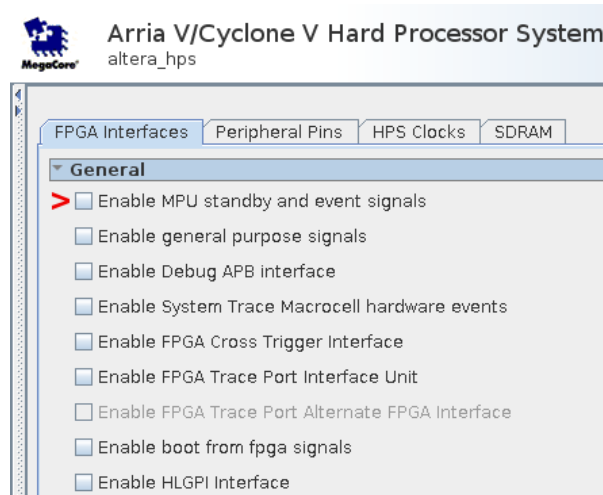 Arria V/Cyclone V Hard Processor System
altera_hps
MegaCore'
FPGA Interfaces
Peripheral Pins
HPS Clocks
SDRAM
General
> Enable MPU standby and event signals
Enable general purpose signals
Enable Debug APB interface
Enable System Trace Macrocell hardware events
Enable FPGA Cross Trigger Interface
Enable FPGA Trace Port Interface Unit
Enable FPGA Trace Port Alternate FPGA Interface
Enable boot from fpga signals
Enable HLGPI Interface